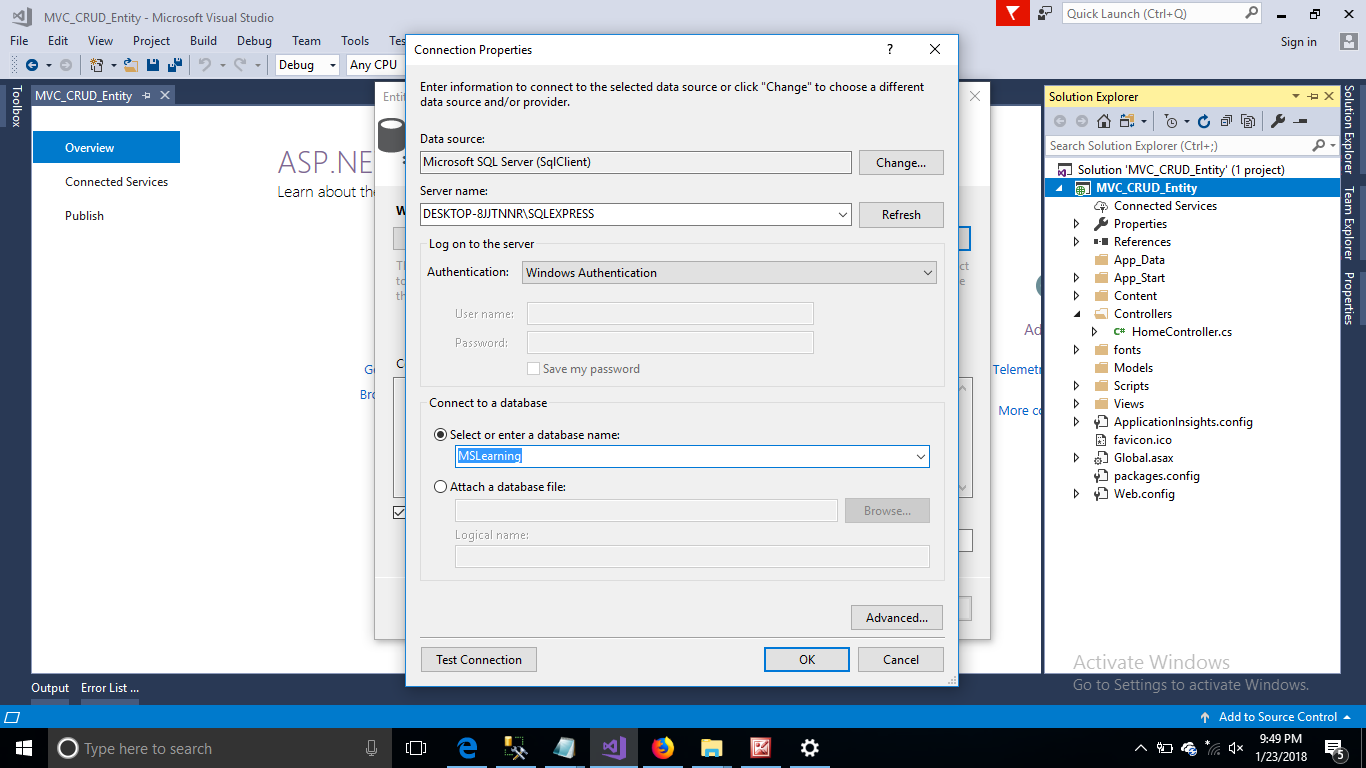 MVC_CRUD_Entity - Microsoft Visual Studio
Quick Launch (Ctrl+Q)
File Edit View Project Build Debug Team Tools
Sign in
Debug Any CPU
Toolbox
MVC_CRUD_Entity
Overview
Connected Services
Publish
ASP.NE
Learn about the
Connection Properties
?
Enter information to connect to the selected data source or click "Change" to choose a different
data source and/or provider.
Data source:
Microsoft SQL Server (SqlClient)
Change...
Server name:
DESKTOP-8JJTNNR\SQLEXPRESS
Refresh
Log on to the server
Authentication:
Windows Authentication
User name:
Password:
Save my password
Connect to a database
Select or enter a database name:
MSLearning
Attach a database file:
Browse...
Logical name:
Advanced...
Test Connection
OK
Cancel
Telemetr
More co
Solution Explorer
Search Solution Explorer (Ctrl+;)
Solution 'MVC_CRUD_Entity' (1 project)
MVC_CRUD_Entity
Connected Services
Properties
References
App_Data
App_Start
Content
Controllers
C# HomeController.cs
fonts
Models
Scripts
Views
ApplicationInsights.config
favicon.ico
Global.asax
packages.config
Web.config
Solution Explorer
Team Explorer
Properties
Activate Windows
Go to Settings to activate Windows.
Output Error List ...
Add to Source Control
Type here to search
9:49 PM
1/23/2018
5